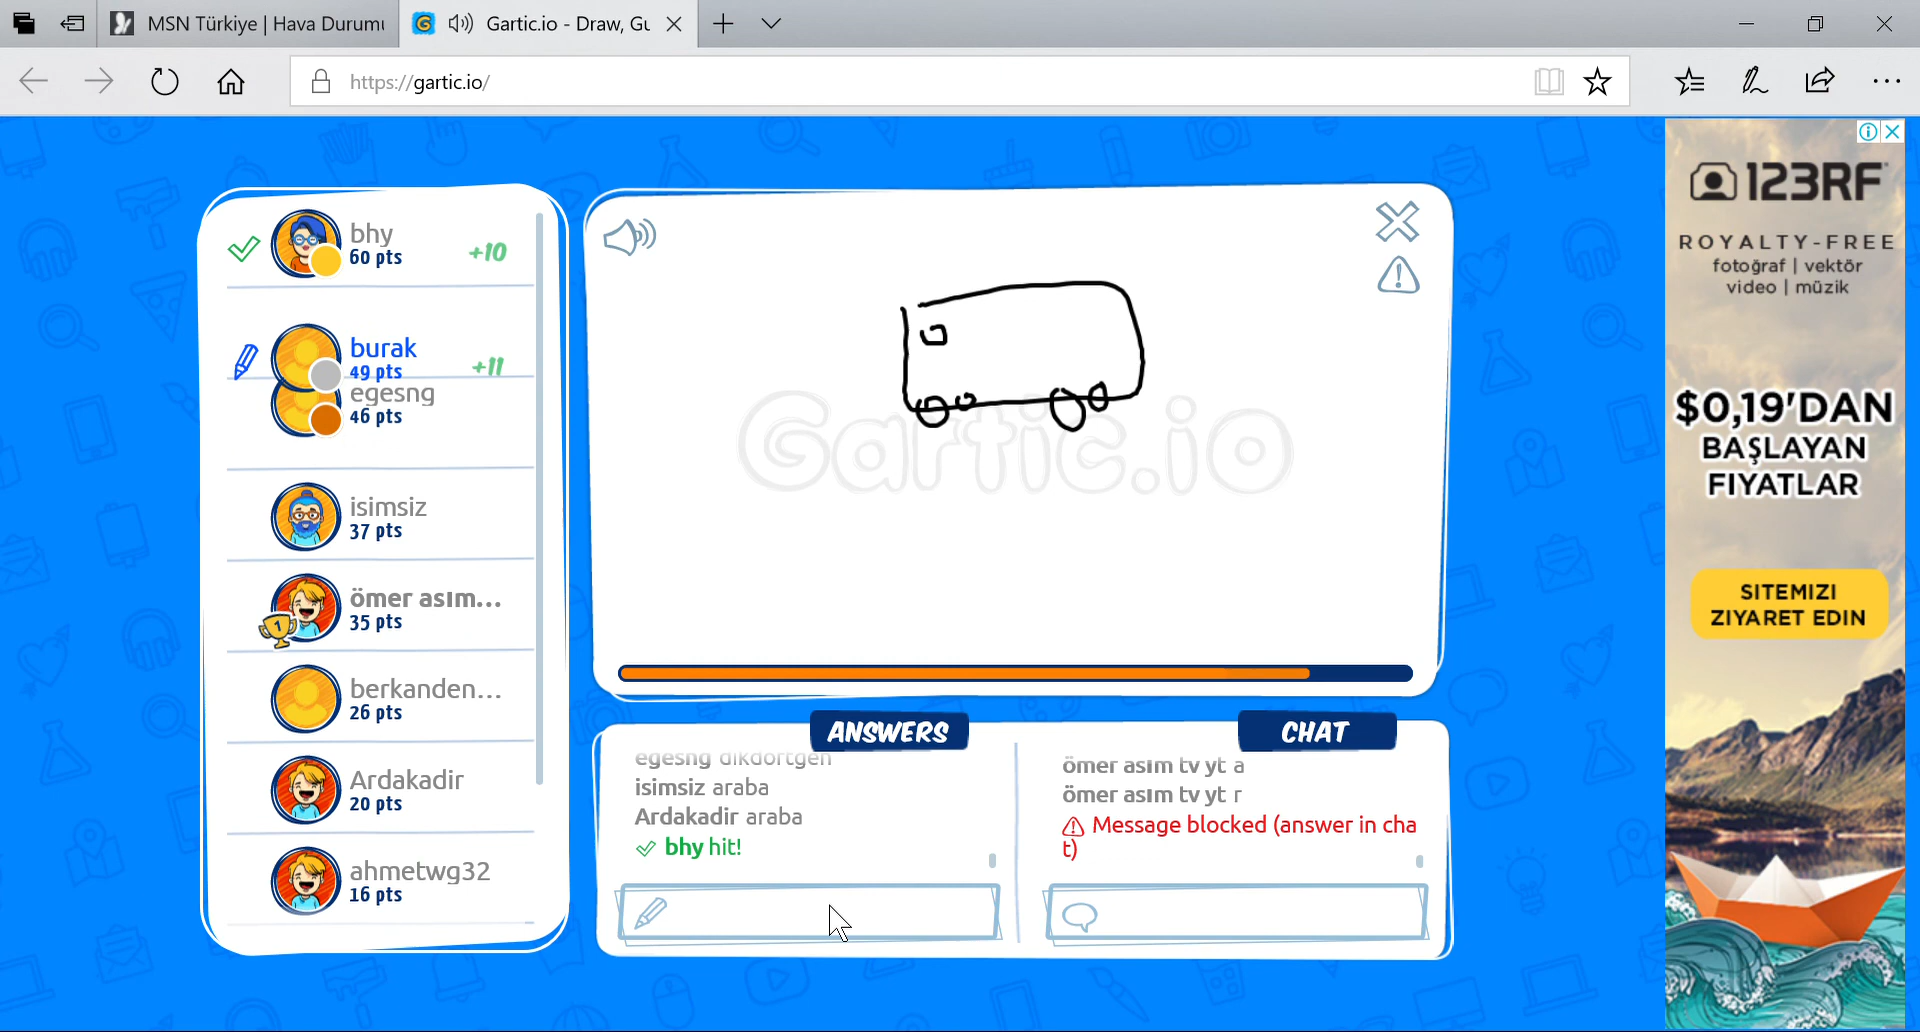 MSN Türkiye | Hava Durumu
Gartic.io - Draw, Gu
https://gartic.io/
bhy
60 pts
+10
burak
49 pts
+11
egesng
46 pts
isimsiz
37 pts
1
ömer asım...
35 pts
berkanden...
26 pts
Ardakadir
20 pts
ahmetwg32
16 pts
Gartic.io
ANSWERS
egesng dikdörtgen
isimsiz araba
Ardakadir araba
bhy hit!
CHAT
ömer asım tv yt a
ömer asım tv yt r
Message blocked (answer in cha
t)
123RF
ROYALTY-FREE
fotoğraf | vektör
video | müzik
$0,19'DAN
BAŞLAYAN
FIYATLAR
SITEMIZI
ZIYARET EDIN